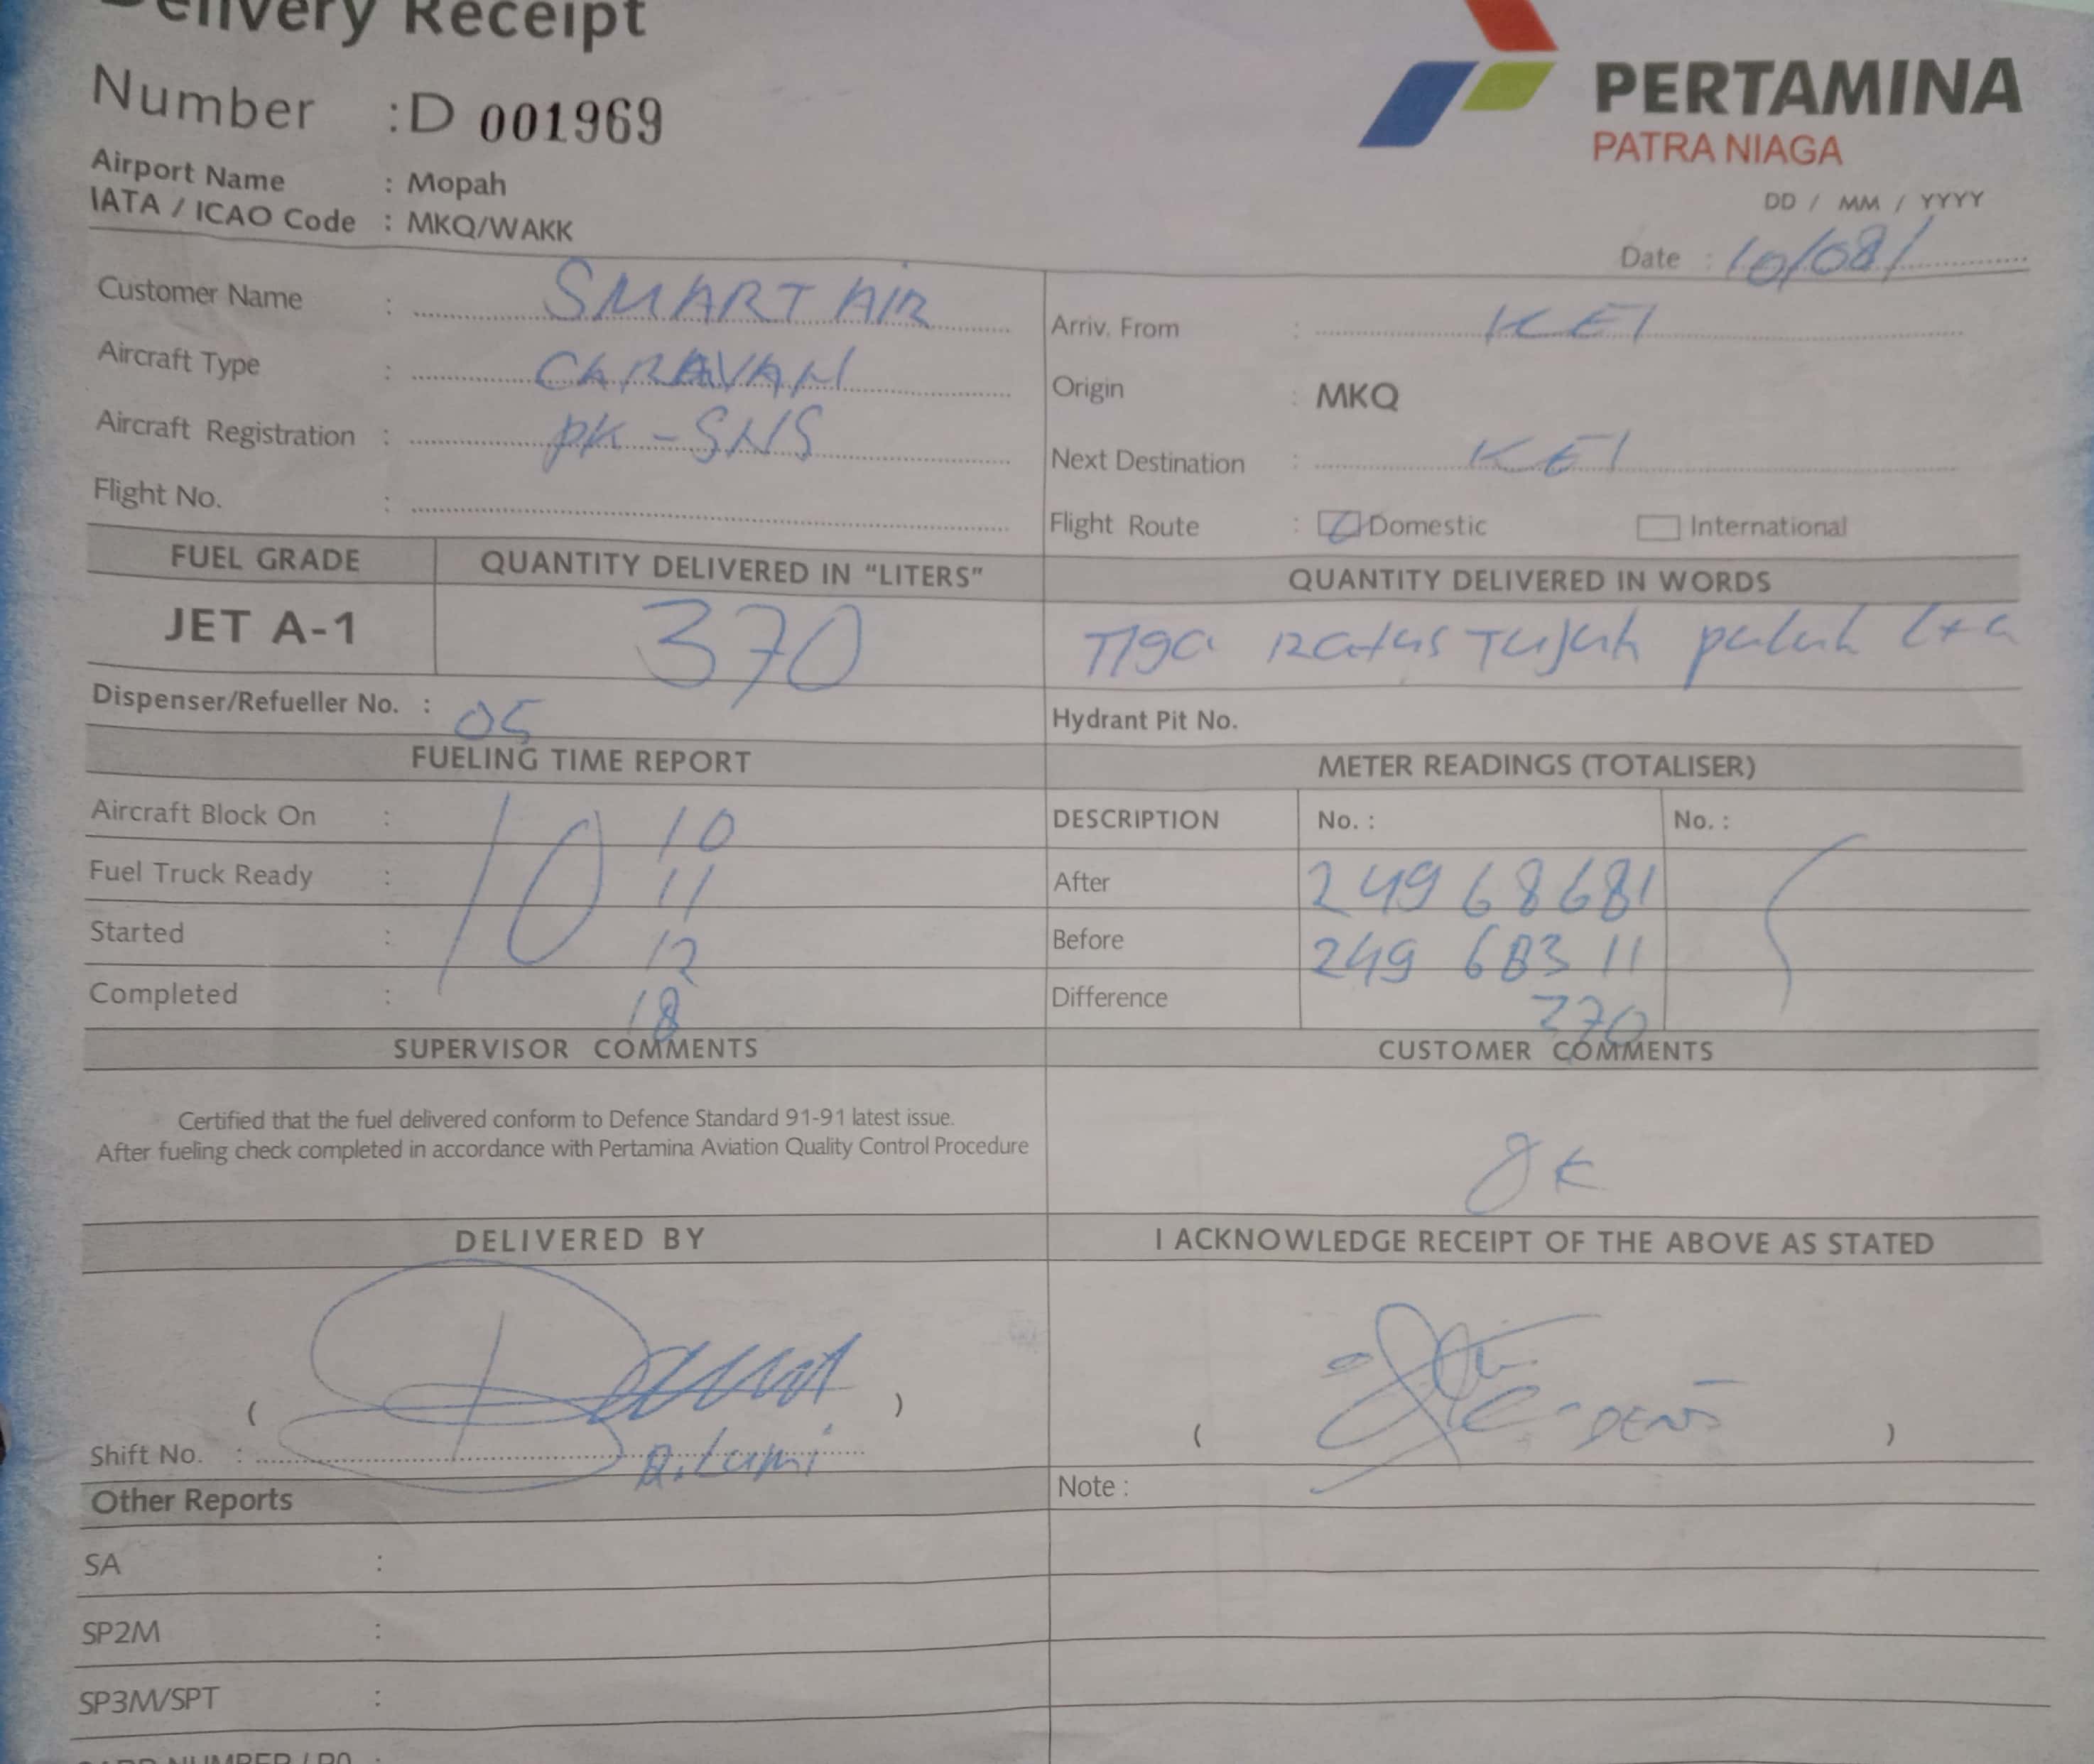 Delivery Receipt
PERTAMINA
PATRA NIAGA
Number : D 001969
Airport Name : Mopah
IATA / ICAO Code : MKQ/WAKK
DD / MM / YYYY
Date : 10/08/
Customer Name : SMART AIR
Arriv. From : KEI
Aircraft Type : CARAVAN
Origin : MKQ
Aircraft Registration : PK-SNS
Next Destination : KEI
Flight No. :
Flight Route : Domestic International
FUEL GRADE QUANTITY DELIVERED IN "LITERS" QUANTITY DELIVERED IN WORDS
JET A-1 370 Tiga Ratus Tujuh puluh
Dispenser/Refueller No. : 05
Hydrant Pit No.
FUELING TIME REPORT METER READINGS (TOTALISER)
Aircraft Block On : 10 10
DESCRIPTION No. : No. :
Fuel Truck Ready : 11
After 24968681
Started : 12
Before 24968311
Completed : 18
Difference 370
SUPERVISOR COMMENTS CUSTOMER COMMENTS
Certified that the fuel delivered conform to Defence Standard 91-91 latest issue.
After fueling check completed in accordance with Pertamina Aviation Quality Control Procedure
OK
DELIVERED BY I ACKNOWLEDGE RECEIPT OF THE ABOVE AS STATED
( ) ( )
Shift No. :
Other Reports
Note :
SA :
SP2M :
SP3M/SPT :
CARD NUMBER / PO :